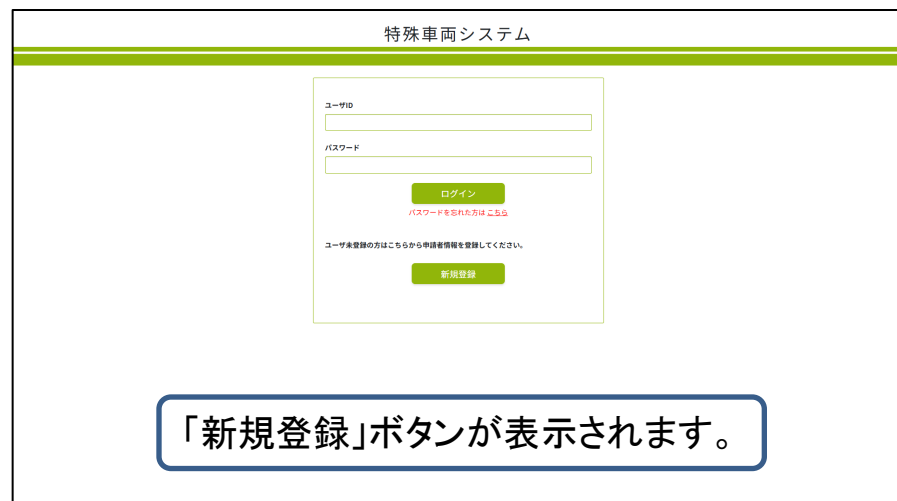 特殊車両システム
ユーザID
パスワード
ログイン
パスワードを忘れた方は こちら
ユーザ未登録の方はこちらから申請者情報を登録してください。
新規登録
「新規登録」ボタンが表示されます。